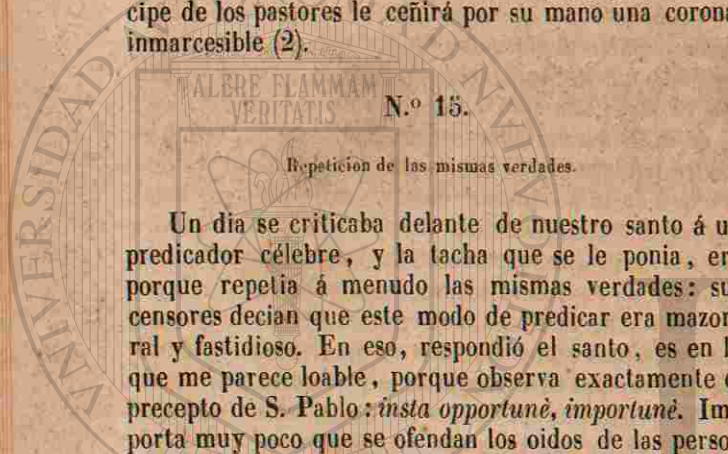 cipe de los pastores le ceñirá por su mano una corona
inmarcesible (2).
ALERE FLAMMAM
VERITATIS
N.º 15.
Repeticion de las mismas verdades.
Un dia se criticaba delante de nuestro santo á u
predicador célebre, y la tacha que se le ponia, er
porque repetia á menudo las mismas verdades: su
censores decian que este modo de predicar era mazor
ral y fastidioso. En eso, respondió el santo, es en l
que me parece loable, porque observa exactamente e
precepto de S. Pablo: insta opportunè, importunè. Im
porta muy poco que se ofendan los oidos de las perso